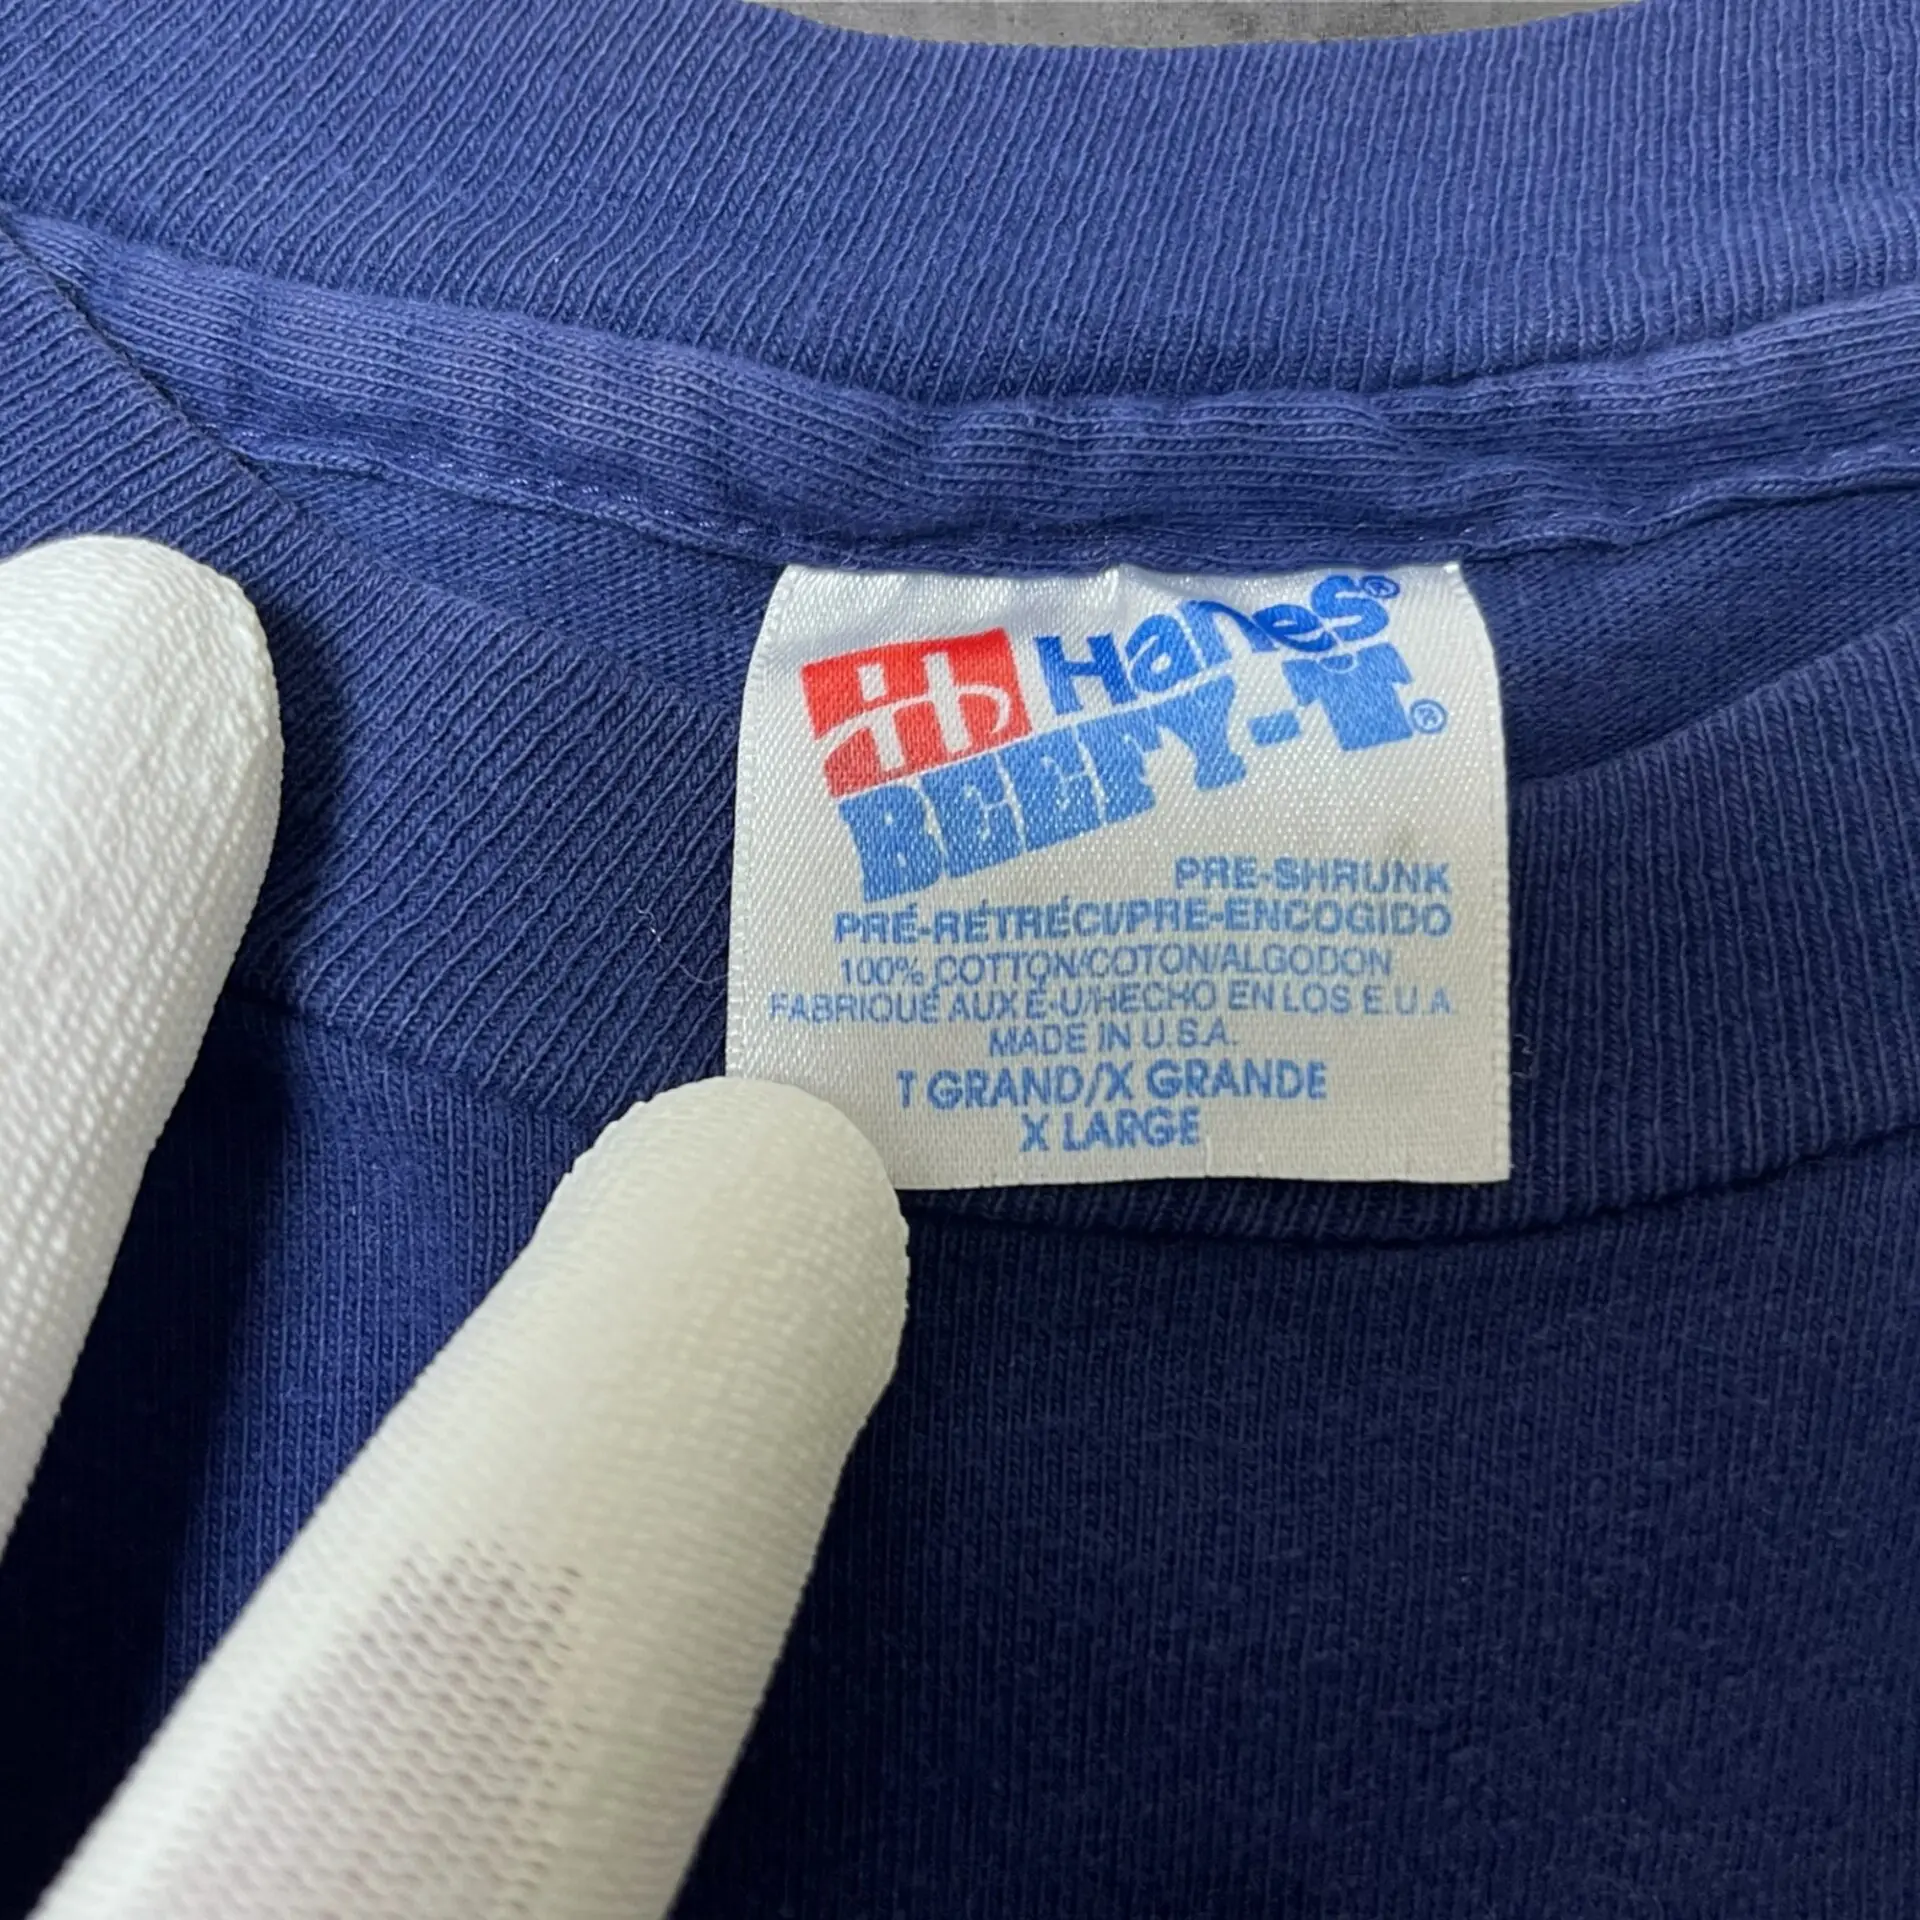 Hanes®
BEEFY-T®
PRE-SHRUNK
PRÉ-RÉTRÉCI/PRE-ENCOGIDO
100% COTTON/COTON/ALGODON
FABRIQUÉ AUX É-U/HECHO EN LOS E.U.A
MADE IN U.S.A.
T GRAND/X GRANDE
X LARGE